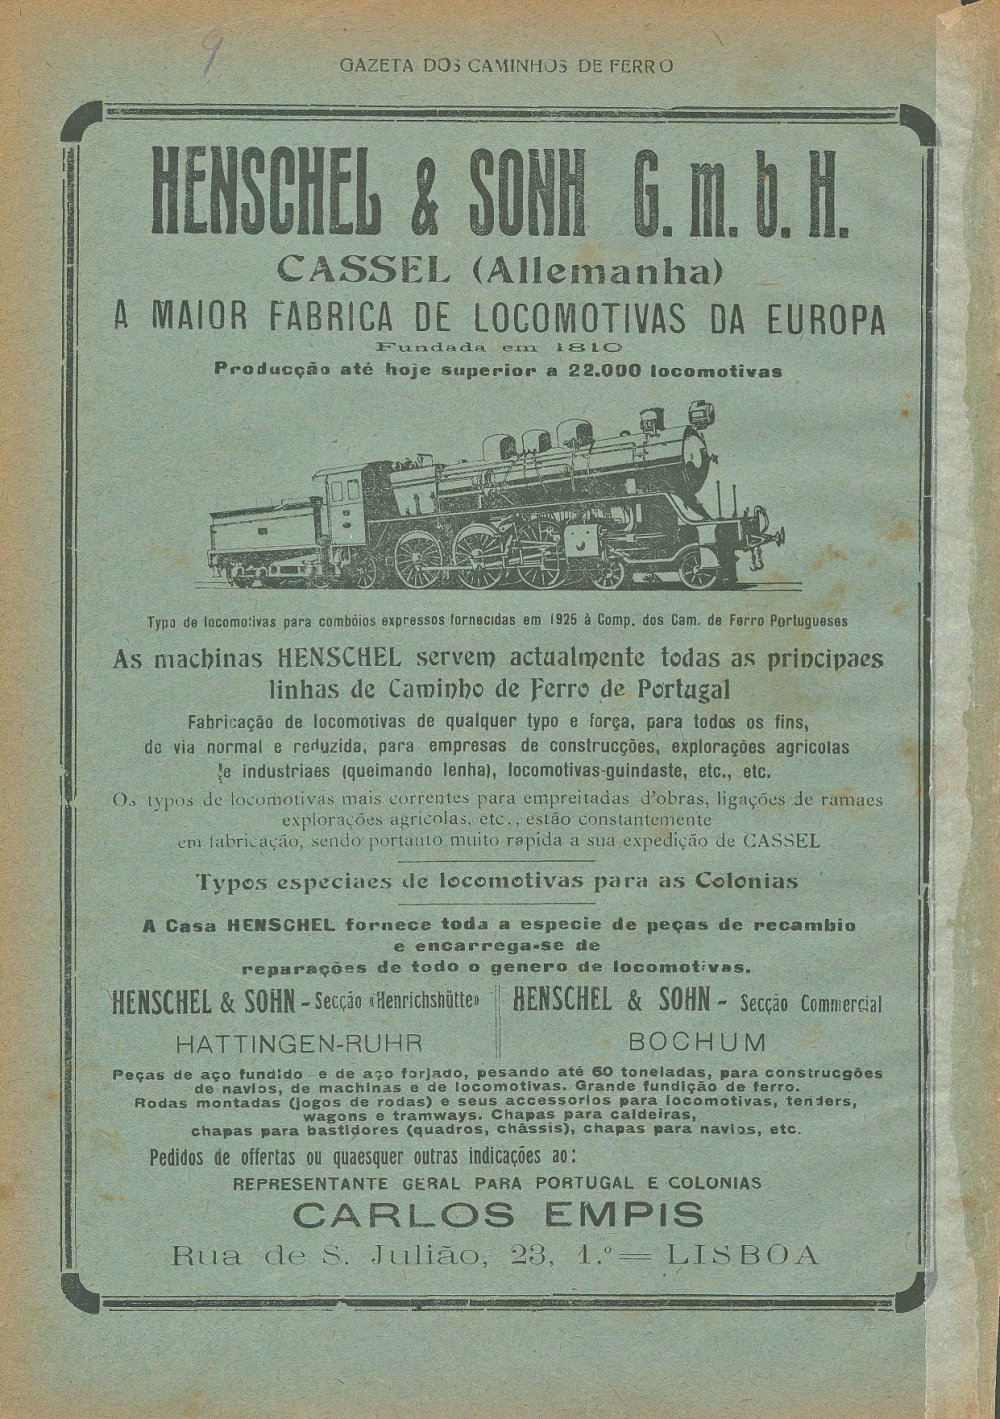 9
GAZETA DOS CAMINHOS DE FERRO
HENSCHEL & SOHN G. m. b. H.
CASSEL (Allemanha)
A MAIOR FABRICA DE LOCOMOTIVAS DA EUROPA
Fundada em 1810
Producção até hoje superior a 22.000 locomotivas
Typo de locomotivas para combóios expressos fornecidas em 1925 à Comp. dos Cam. de Ferro Portugueses
As machinas HENSCHEL servem actualmente todas as principaes
linhas de Caminho de Ferro de Portugal
Fabricação de locomotivas de qualquer typo e força, para todos os fins,
de via normal e reduzida, para empresas de construcções, explorações agricolas
e industriaes (queimando lenha), locomotivas-guindaste, etc., etc.
Os typos de locomotivas mais correntes para empreitadas d'obras, ligações de ramaes
explorações agricolas, etc., estão constantemente
em fabricação, sendo portanto muito rapida a sua expedição de CASSEL
Typos especiaes de locomotivas para as Colonias
A Casa HENSCHEL fornece toda a especie de peças de recambio
e encarrega-se de
reparações de todo o genero de locomotivas.
HENSCHEL & SOHN - Secção «Henrichshütte»
HATTINGEN-RUHR
HENSCHEL & SOHN - Secção Commercial
BOCHUM
Peças de aço fundido e de aço forjado, pesando até 60 toneladas, para construcções
de navios, de machinas e de locomotivas. Grande fundição de ferro.
Rodas montadas (jogos de rodas) e seus accessorios para locomotivas, tenders,
wagons e tramways. Chapas para caldeiras,
chapas para bastidores (quadros, châssis), chapas para navios, etc.
Pedidos de offertas ou quaesquer outras indicações ao:
REPRESENTANTE GERAL PARA PORTUGAL E COLONIAS
CARLOS EMPIS
Rua de S. Julião, 23, 1.º = LISBOA